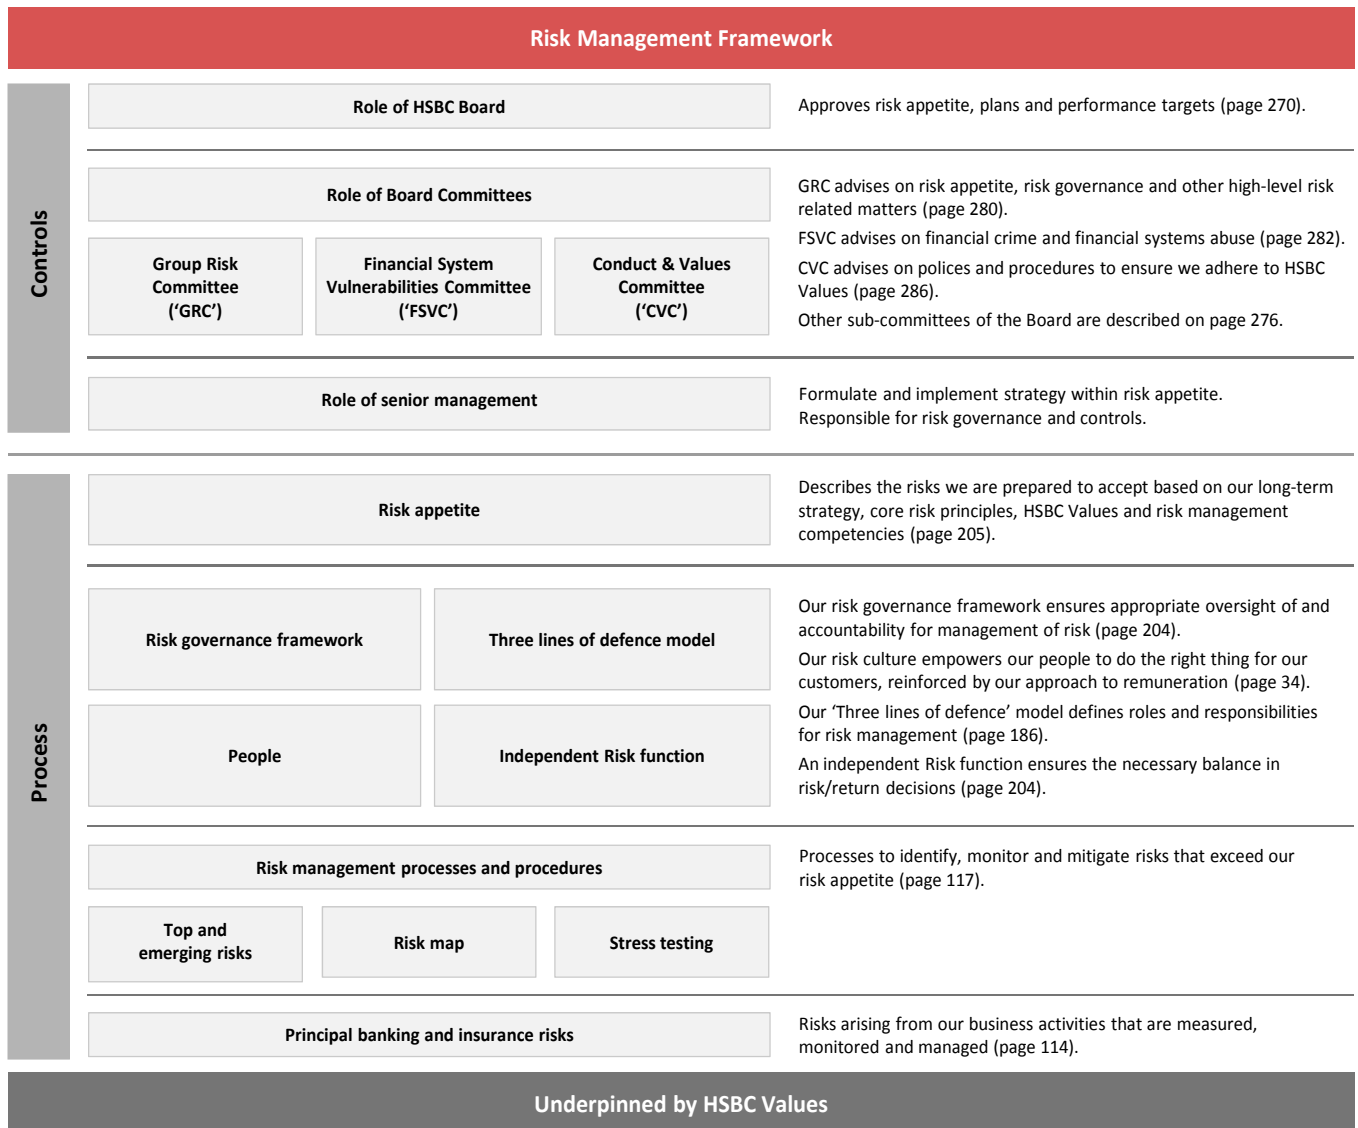 Risk Management Framework
Controls
Role of HSBC Board
Approves risk appetite, plans and performance targets (page 270).
Role of Board Committees
Group Risk
Committee
(‘GRC’)
Financial System
Vulnerabilities Committee
(‘FSVC’)
Conduct & Values
Committee
(‘CVC’)
GRC advises on risk appetite, risk governance and other high-level risk
related matters (page 280).
FSVC advises on financial crime and financial systems abuse (page 282).
CVC advises on polices and procedures to ensure we adhere to HSBC
Values (page 286).
Other sub-committees of the Board are described on page 276.
Role of senior management
Formulate and implement strategy within risk appetite.
Responsible for risk governance and controls.
Process
Risk appetite
Describes the risks we are prepared to accept based on our long-term
strategy, core risk principles, HSBC Values and risk management
competencies (page 205).
Risk governance framework
Three lines of defence model
People
Independent Risk function
Our risk governance framework ensures appropriate oversight of and
accountability for management of risk (page 204).
Our risk culture empowers our people to do the right thing for our
customers, reinforced by our approach to remuneration (page 34).
Our ‘Three lines of defence’ model defines roles and responsibilities
for risk management (page 186).
An independent Risk function ensures the necessary balance in
risk/return decisions (page 204).
Risk management processes and procedures
Top and
emerging risks
Risk map
Stress testing
Processes to identify, monitor and mitigate risks that exceed our
risk appetite (page 117).
Principal banking and insurance risks
Risks arising from our business activities that are measured,
monitored and managed (page 114).
Underpinned by HSBC Values